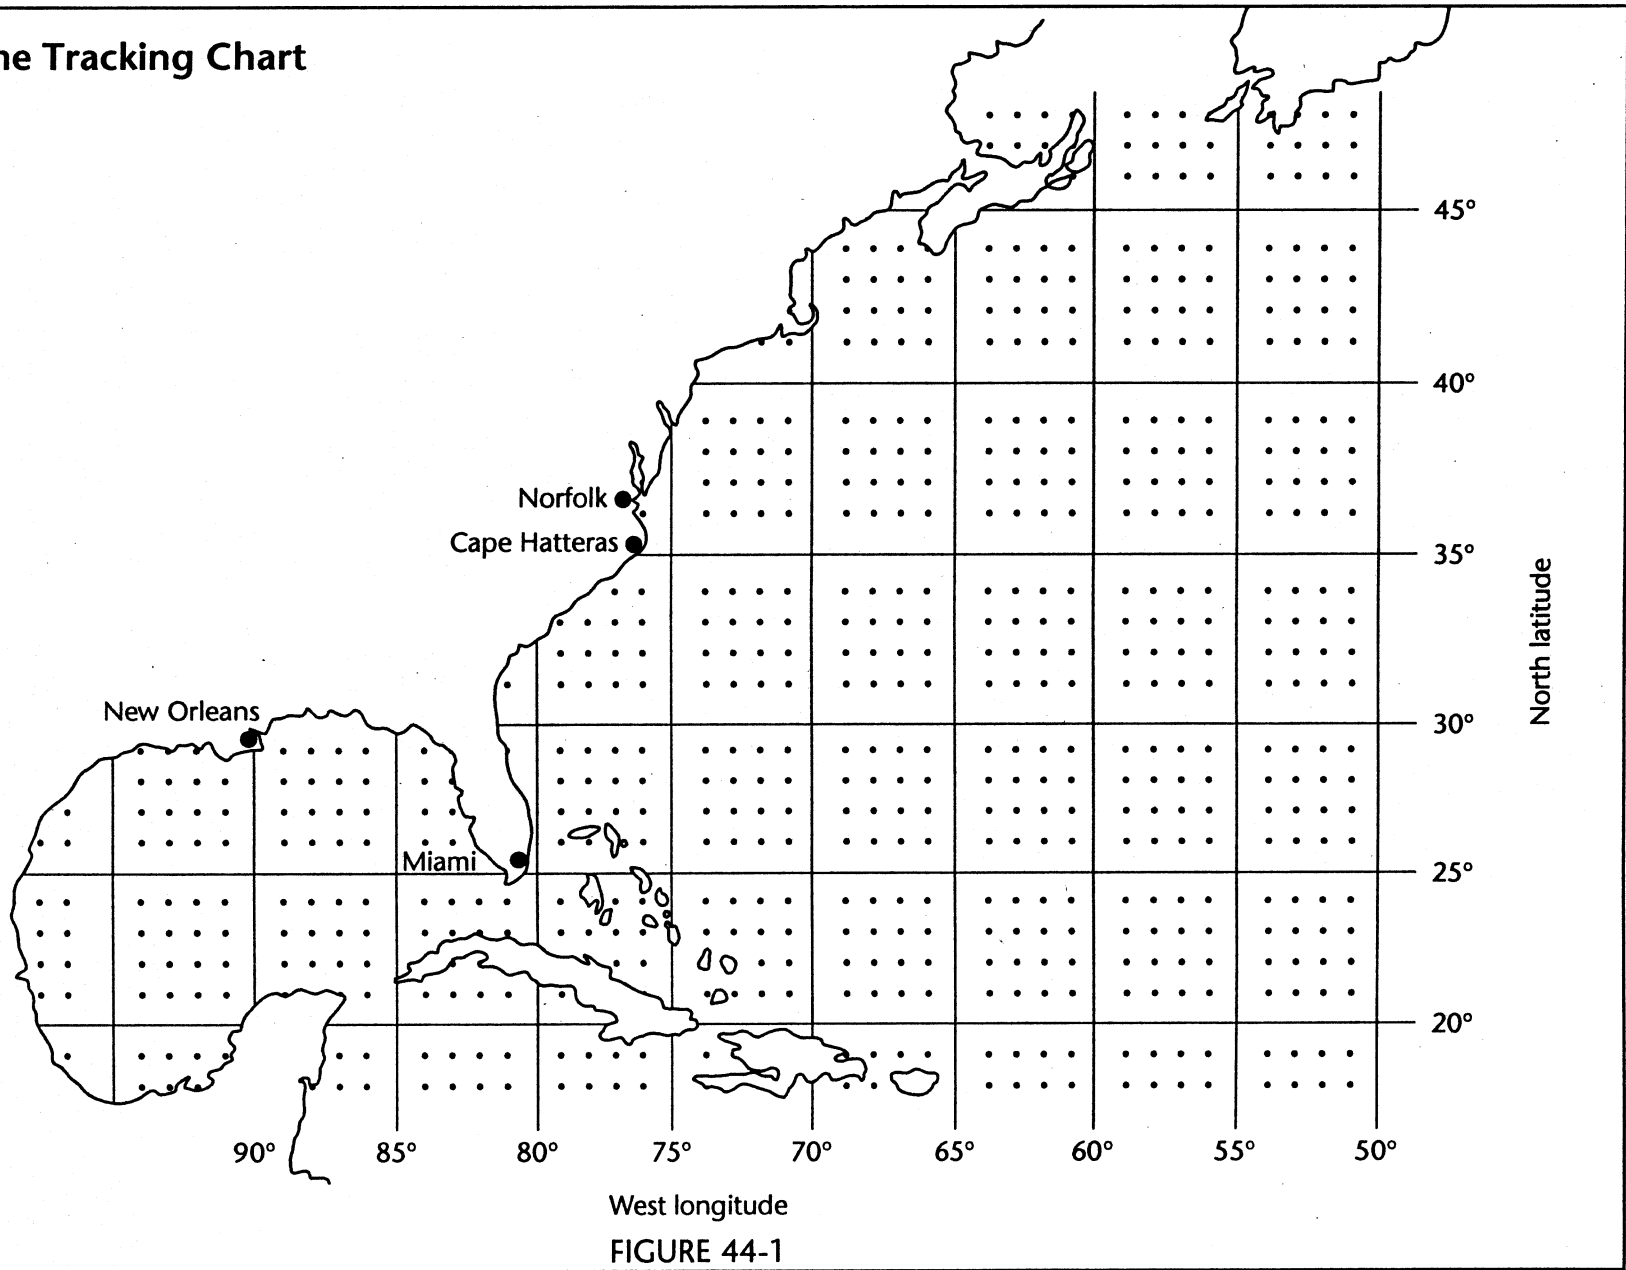 ne Tracking Chart
45°
40°
Norfolk
Cape Hatteras
35°
North latitude
New Orleans
30°
Miami
25°
20°
90° 85° 80° 75° 70° 65° 60° 55° 50°
West longitude
FIGURE 44-1